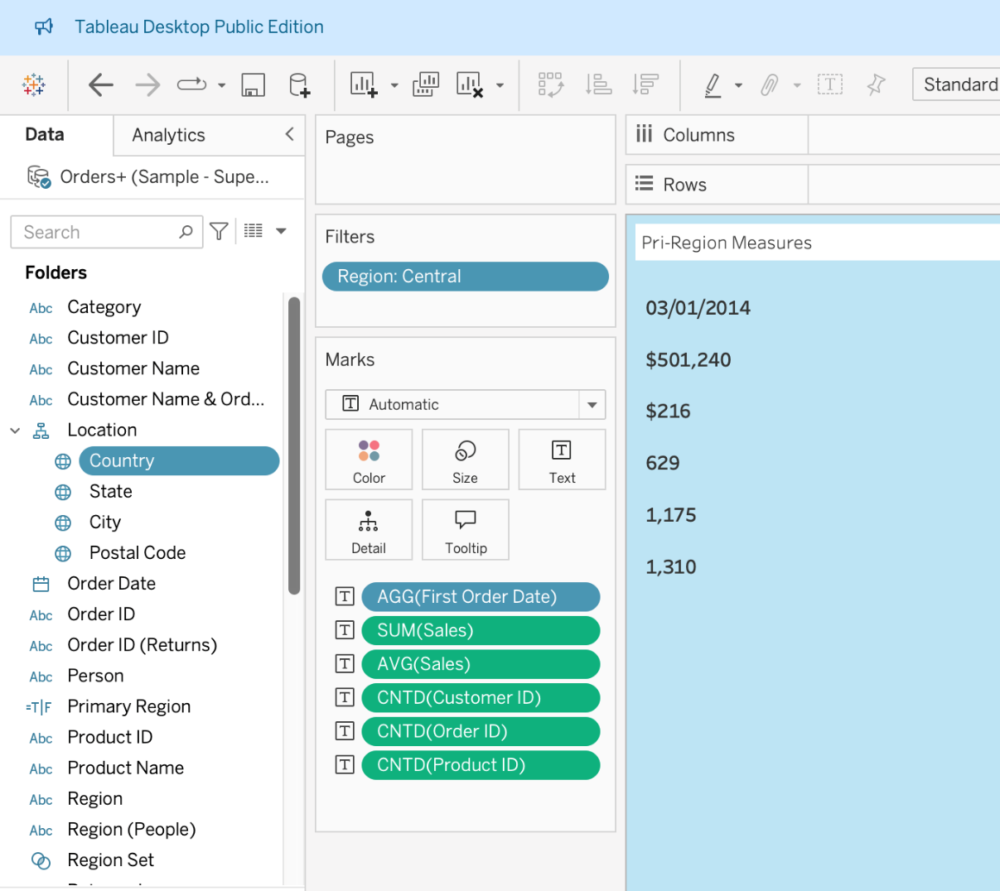 Tableau Desktop Public Edition
Standard
Data
Analytics
Orders+ (Sample - Supe...
Search
Folders
Abc Category
Abc Customer ID
Abc Customer Name
Abc Customer Name & Ord...
Location
Country
State
City
Postal Code
Order Date
Abc Order ID
Abc Order ID (Returns)
Abc Person
=T|F Primary Region
Abc Product ID
Abc Product Name
Abc Region
Abc Region (People)
Region Set
Pages
Filters
Region: Central
Marks
T Automatic
Color
Size
T Text
Detail
Tooltip
T AGG(First Order Date)
T SUM(Sales)
T AVG(Sales)
T CNTD(Customer ID)
T CNTD(Order ID)
T CNTD(Product ID)
Columns
Rows
Pri-Region Measures
03/01/2014
$501,240
$216
629
1,175
1,310